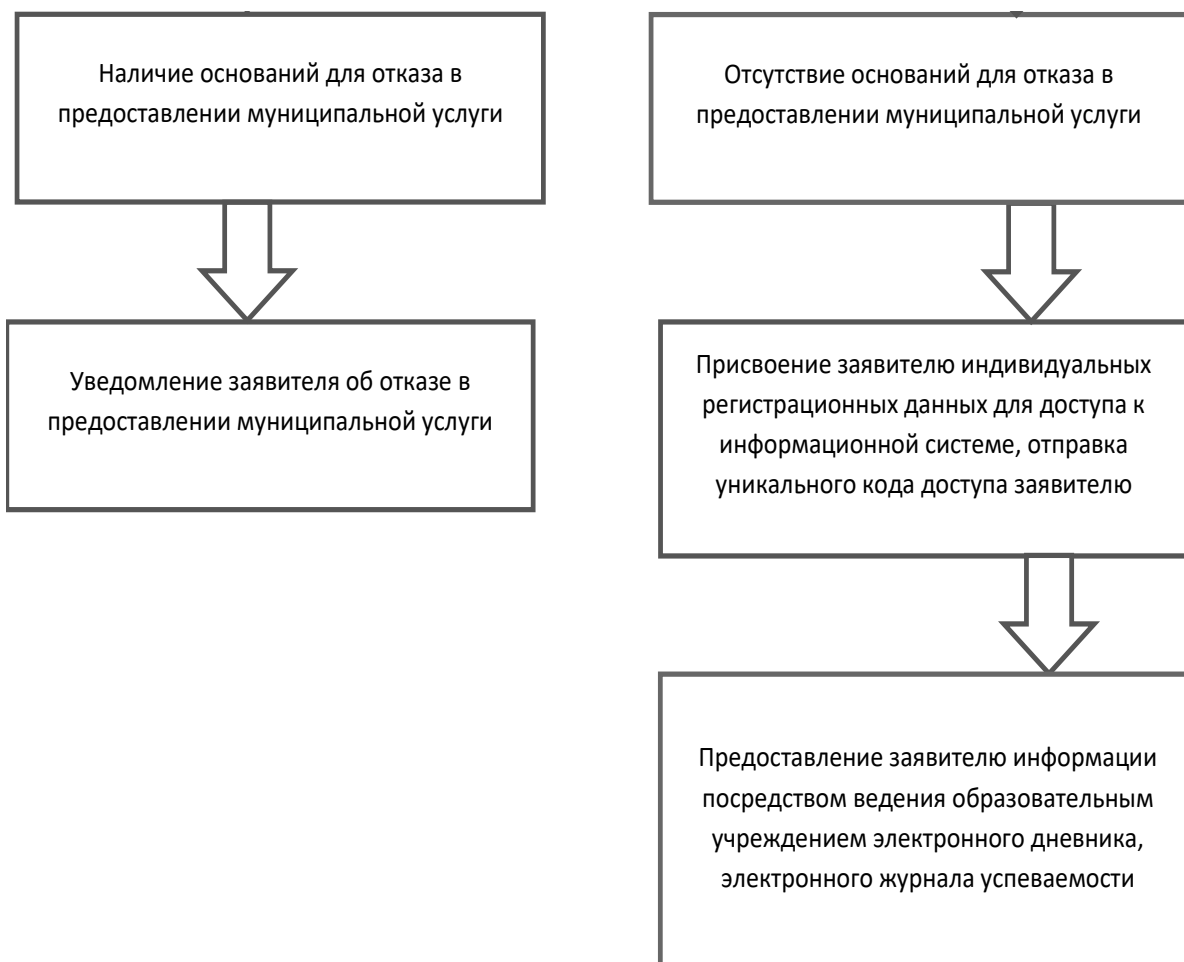 Наличие оснований для отказа в
предоставлении муниципальной услуги
Отсутствие оснований для отказа в
предоставлении муниципальной услуги
Уведомление заявителя об отказе в
предоставлении муниципальной услуги
Присвоение заявителю индивидуальных
регистрационных данных для доступа к
информационной системе, отправка
уникального кода доступа заявителю
Предоставление заявителю информации
посредством ведения образовательным
учреждением электронного дневника,
электронного журнала успеваемости